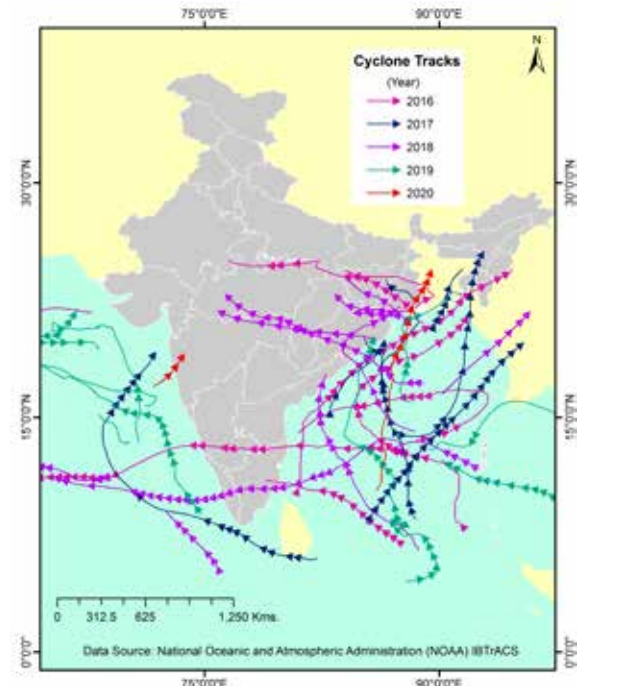 75°0'0"E 90°0'0"E
N
Cyclone Tracks
(Year)
2016
2017
2018
2019
2020
30°0'0"N 30°0'0"N
15°0'0"N 15°0'0"N
0 312.5 625 1,250 Kms.
Data Source: National Oceanic and Atmospheric Administration (NOAA) IBTrACS
0°0'0" 0°0'0"
75°0'0"E 90°0'0"E